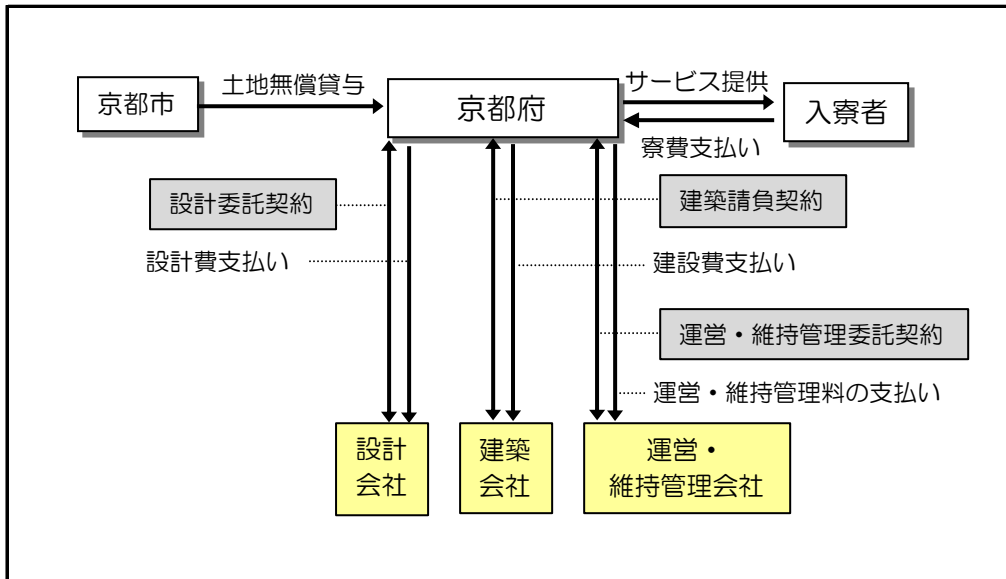 土地無償貸与
サービス提供
京都市
京都府
入寮者
寮費支払い
設計委託契約
建築請負契約
設計費支払い
建設費支払い
運営・維持管理委託契約
運営・維持管理料の支払い
設計
会社
建築
会社
運営・
維持管理会社